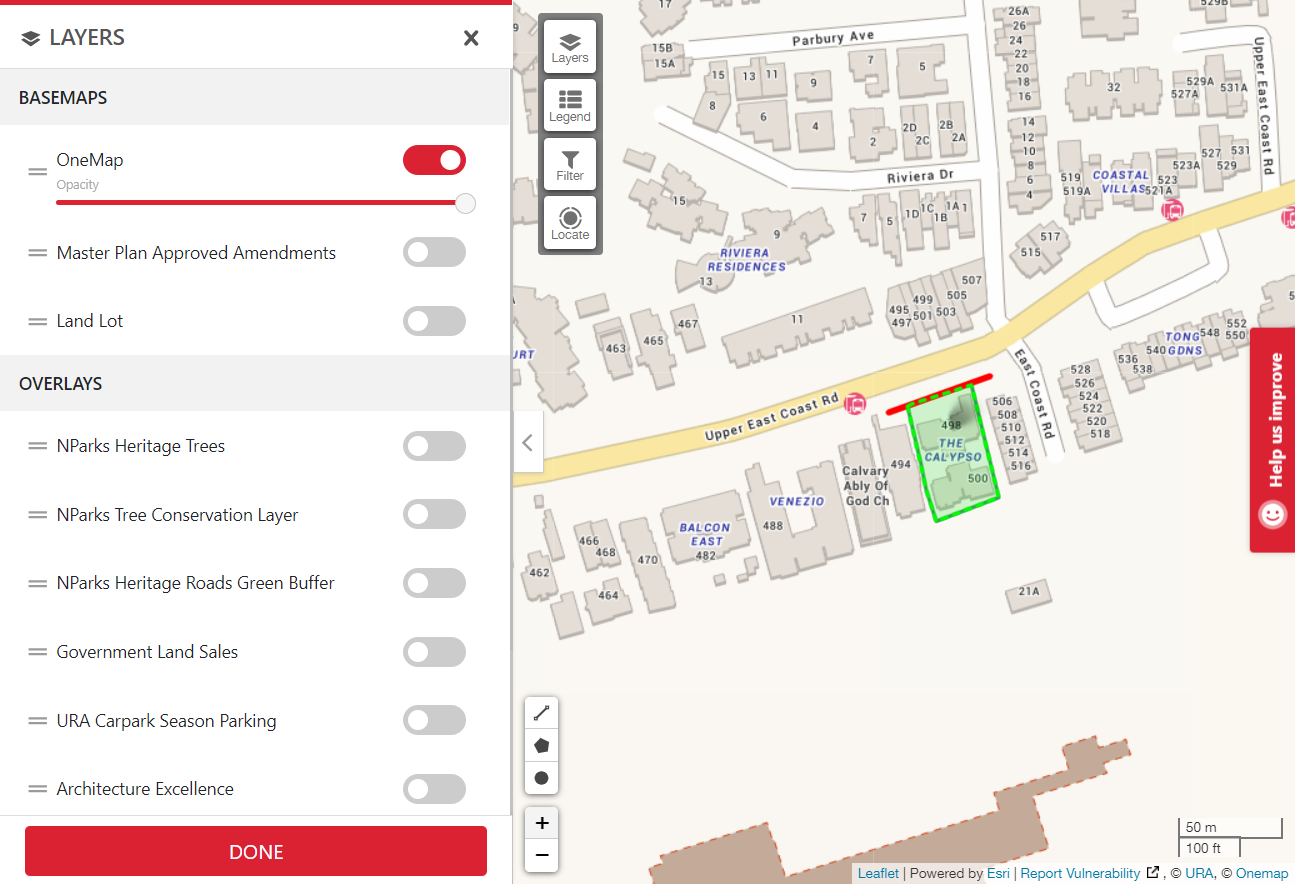 LAYERS
BASEMAPS
OneMap
Opacity
Master Plan Approved Amendments
Land Lot
OVERLAYS
NParks Heritage Trees
NParks Tree Conservation Layer
NParks Heritage Roads Green Buffer
Government Land Sales
URA Carpark Season Parking
Architecture Excellence
DONE
Layers
Legend
Filter
Locate
17
15B
15A
Parbury Ave
15
13
11
9
7
5
8
6
4
2
2D
2C
2B
2A
Riviera Dr
26A
26
24
22
20
18
16
14
12
10
8
6
4
529B
32
529A
527A
531A
Upper East Coast Rd
519
519A
COASTAL
VILLAS
521A
523
523A
527
531
529
15
9
RIVIERA
RESIDENCES
13
7
5
1D
1C
1B
1A
1
517
515
11
507
505
503
499
501
495
497
463
465
467
URT
Upper East Coast Rd
East Coast Rd
TONG
GDNS
548
552
550
540
536
538
528
526
524
522
520
518
506
508
510
512
514
516
498
THE
CALYPSO
500
494
Calvary
Ably Of
God Ch
VENEZIO
488
BALCON
EAST
482
470
466
468
462
464
21A
5
Help us improve
+
−
50 m
100 ft
Leaflet | Powered by Esri | Report Vulnerability , © URA, © Onemap